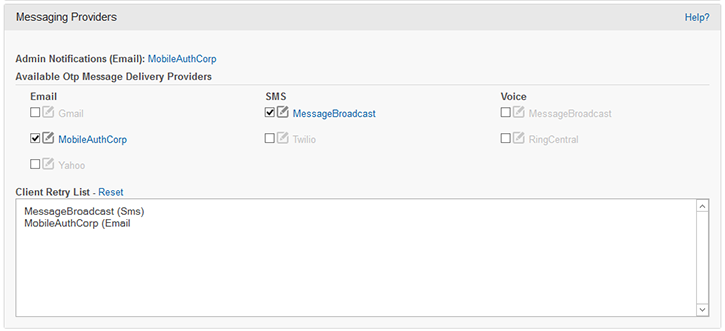 Messaging Providers Help?
Admin Notifications (Email): MobileAuthCorp
Available Otp Message Delivery Providers
Email SMS Voice
Gmail MessageBroadcast MessageBroadcast
MobileAuthCorp Twilio RingCentral
Yahoo
Client Retry List - Reset
MessageBroadcast (Sms)
MobileAuthCorp (Email